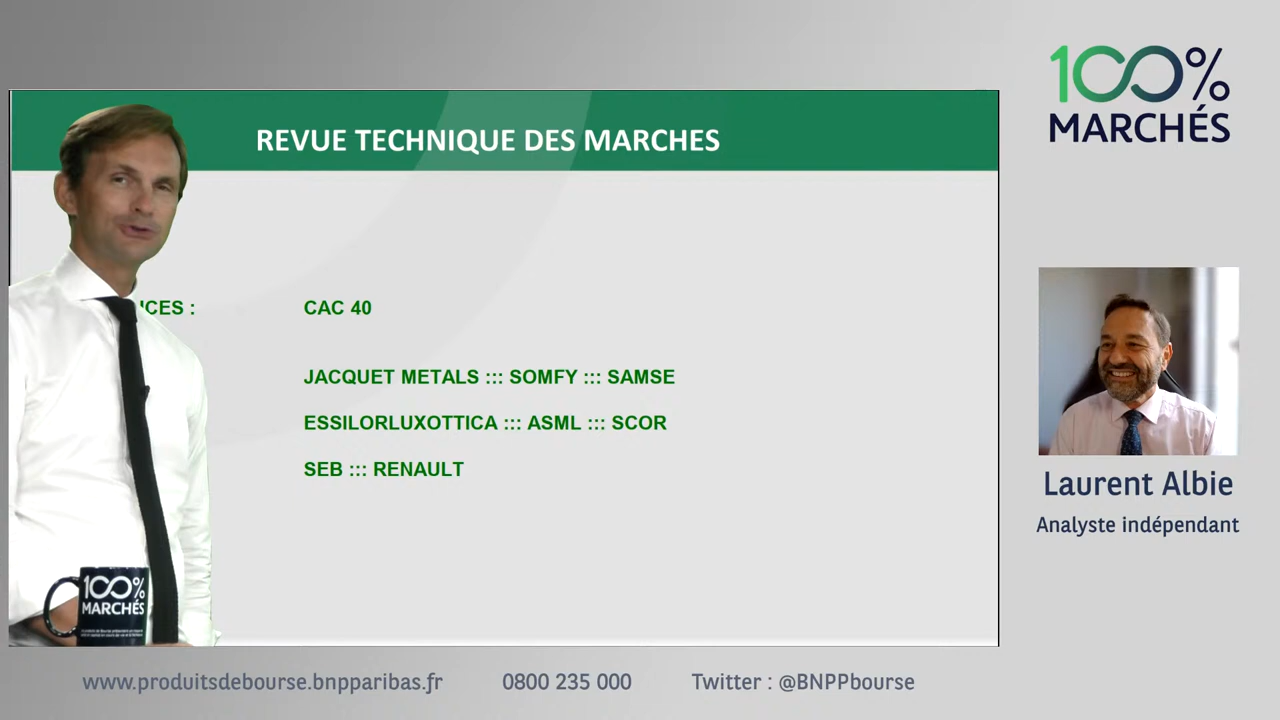 REVUE TECHNIQUE DES MARCHES
CAC 40
JACQUET METALS ::: SOMFY ::: SAMSE
ESSILORLUXOTTICA ::: ASML ::: SCOR
SEB ::: RENAULT
100%
MARCHÉS
100%
MARCHÉS
Laurent Albie
Analyste indépendant
www.produitsdebourse.bnpparibas.fr 0800 235 000 Twitter : @BNPPbourse